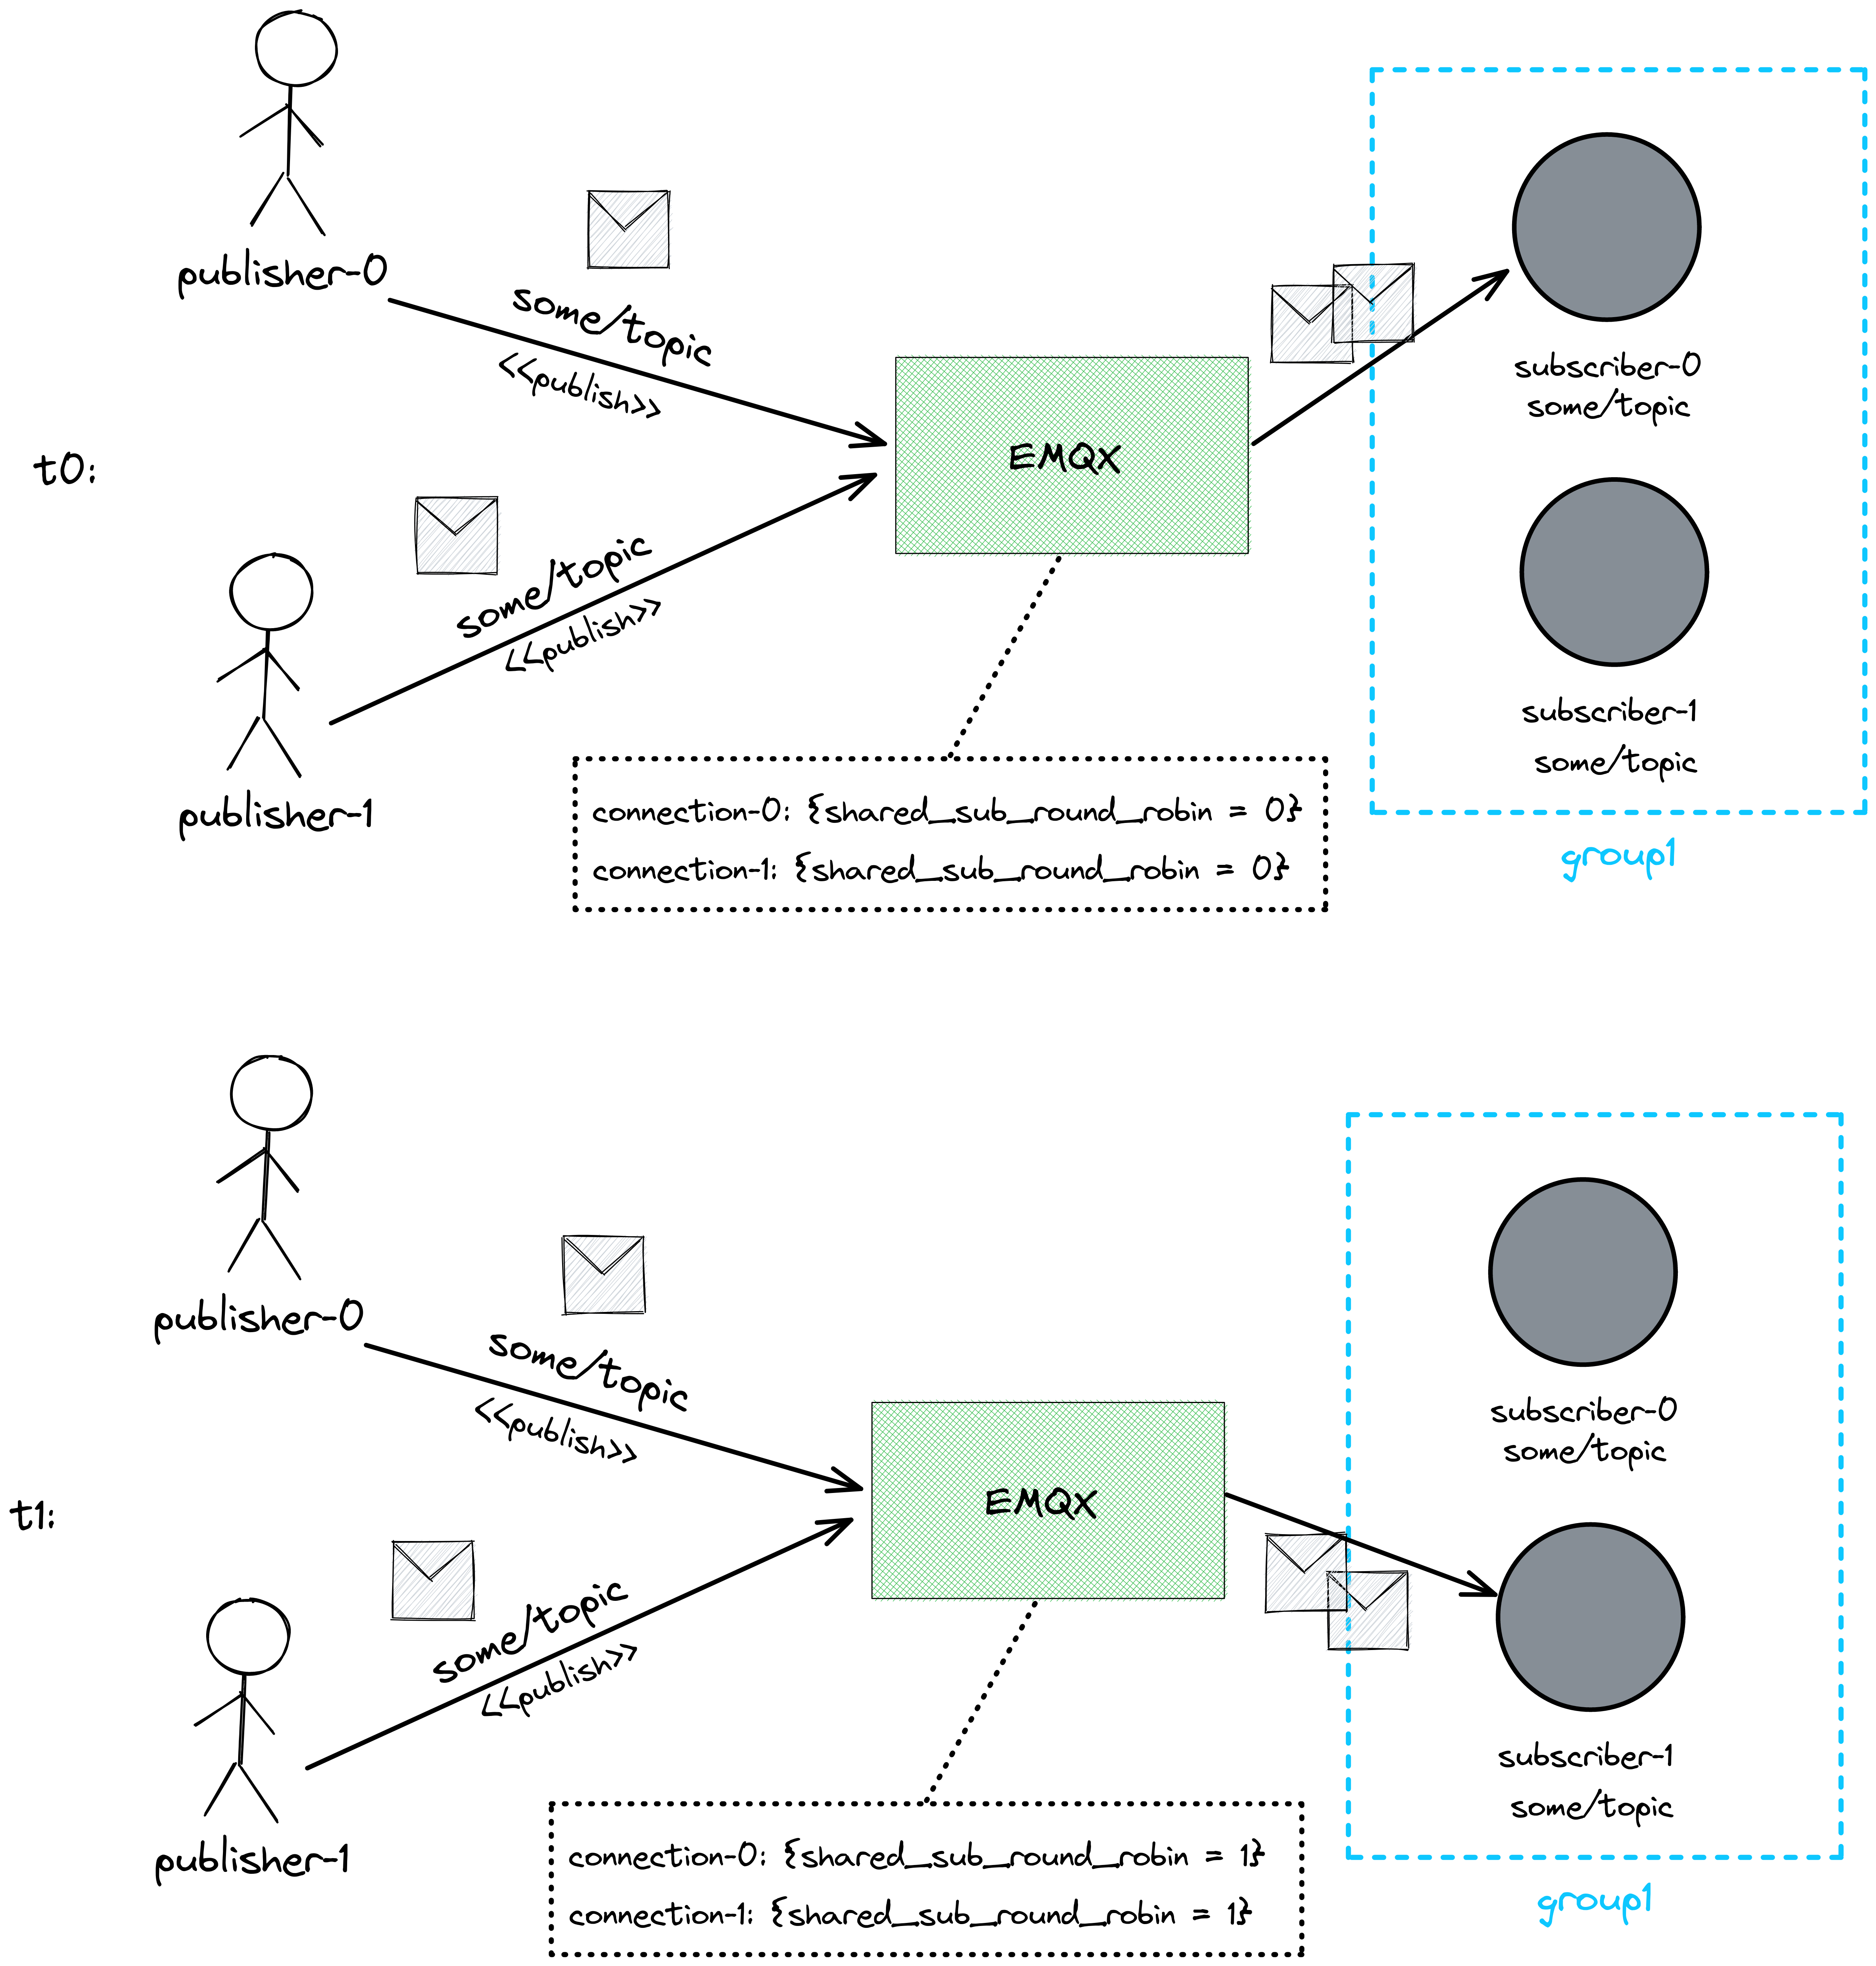 publisher-0
some/topic
<<publish>>
t0:
EMQX
subscriber-0
some/topic
some/topic
<<publish>>
publisher-1
subscriber-1
some/topic
connection-0: {shared_sub_round_robin = 0}
connection-1: {shared_sub_round_robin = 0}
group1
publisher-0
some/topic
<<publish>>
t1:
EMQX
subscriber-0
some/topic
some/topic
<<publish>>
publisher-1
subscriber-1
some/topic
connection-0: {shared_sub_round_robin = 1}
connection-1: {shared_sub_round_robin = 1}
group1